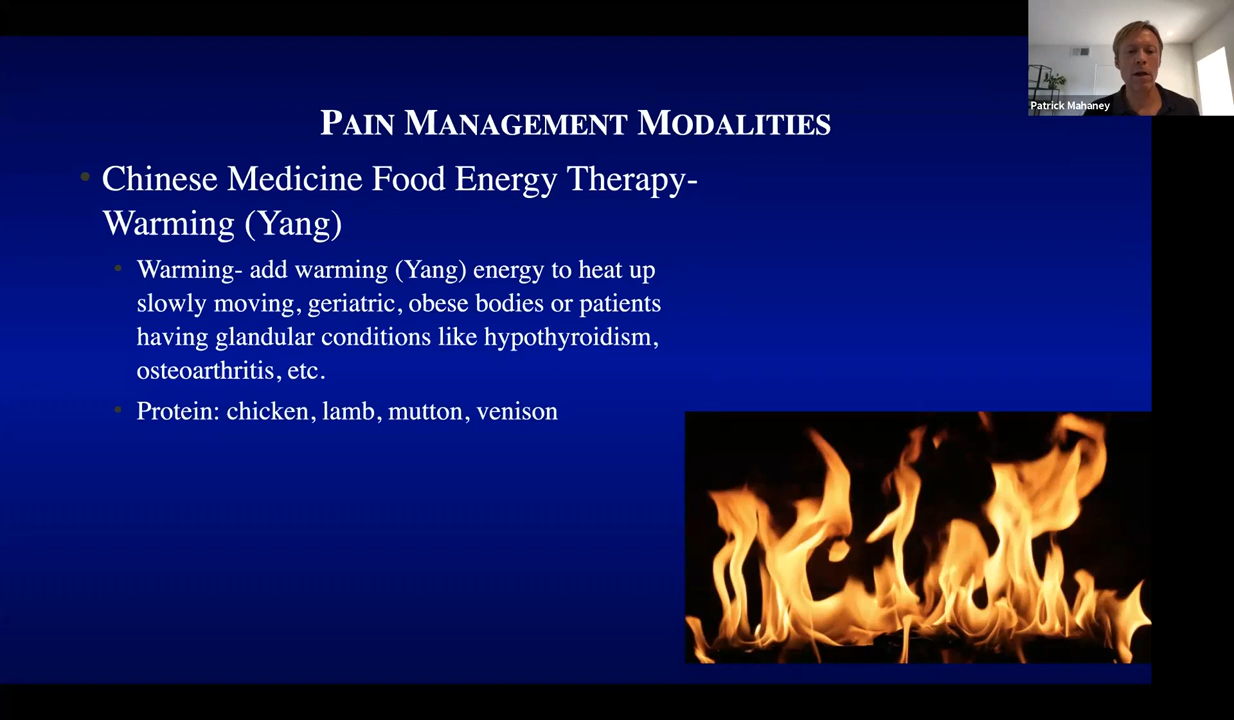 Patrick Mahaney
PAIN MANAGEMENT MODALITIES
• Chinese Medicine Food Energy Therapy-
Warming (Yang)
• Warming- add warming (Yang) energy to heat up
slowly moving, geriatric, obese bodies or patients
having glandular conditions like hypothyroidism,
osteoarthritis, etc.
• Protein: chicken, lamb, mutton, venison